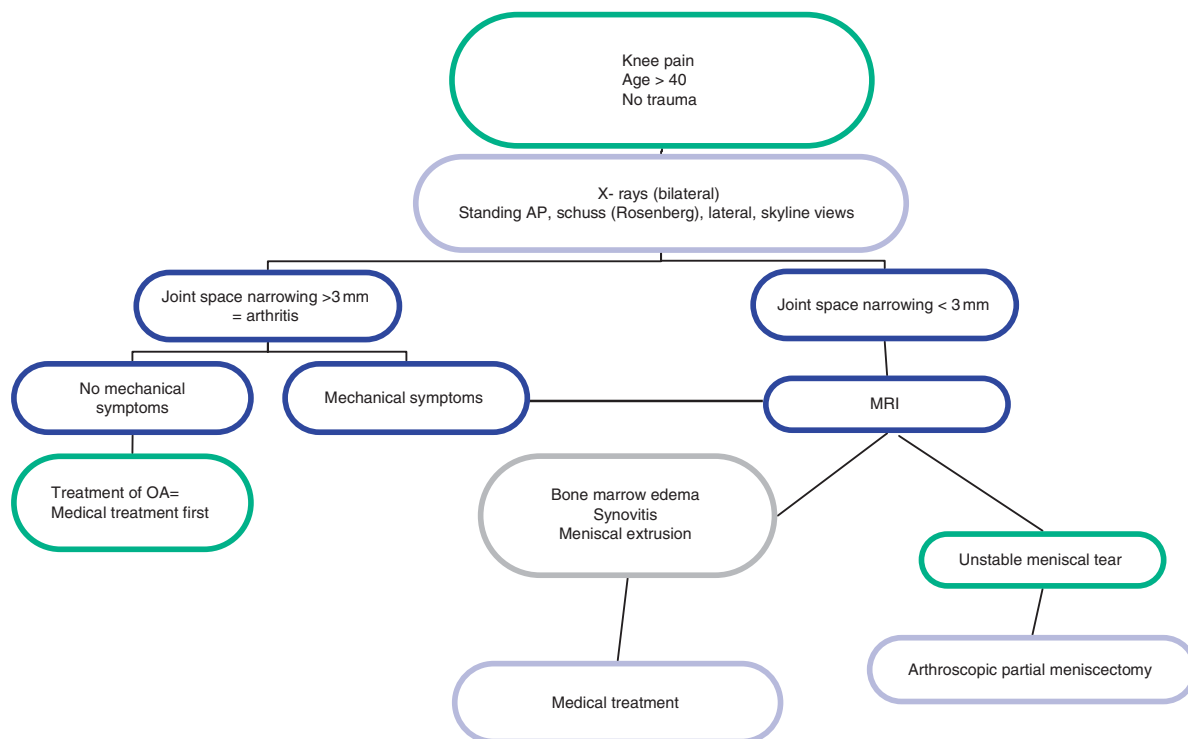 Knee pain
Age > 40
No trauma
X- rays (bilateral)
Standing AP, schuss (Rosenberg), lateral, skyline views
Joint space narrowing >3 mm
= arthritis
Joint space narrowing < 3 mm
No mechanical
symptoms
Mechanical symptoms
MRI
Treatment of OA=
Medical treatment first
Bone marrow edema
Synovitis
Meniscal extrusion
Unstable meniscal tear
Arthroscopic partial meniscectomy
Medical treatment